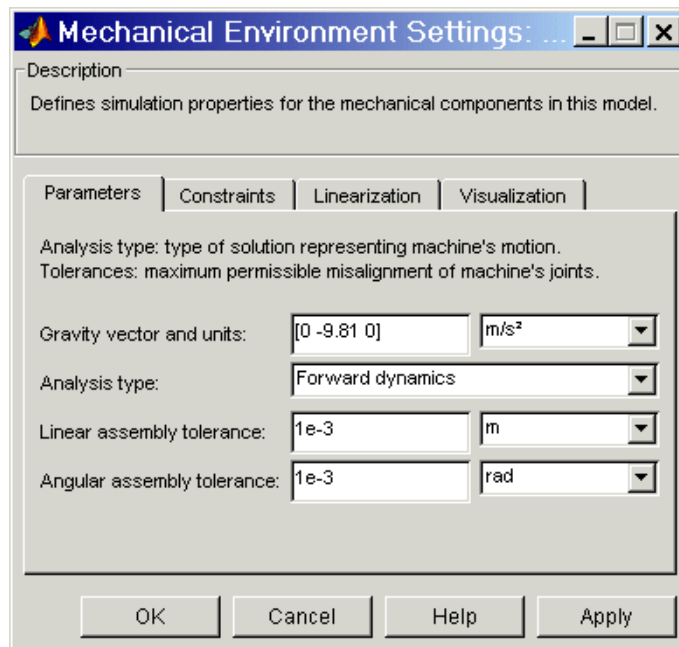 Mechanical Environment Settings: ...
Description
Defines simulation properties for the mechanical components in this model.
Parameters Constraints Linearization Visualization
Analysis type: type of solution representing machine's motion.
Tolerances: maximum permissible misalignment of machine's joints.
Gravity vector and units: [0 -9.81 0] m/s²
Analysis type: Forward dynamics
Linear assembly tolerance: 1e-3 m
Angular assembly tolerance: 1e-3 rad
OK Cancel Help Apply